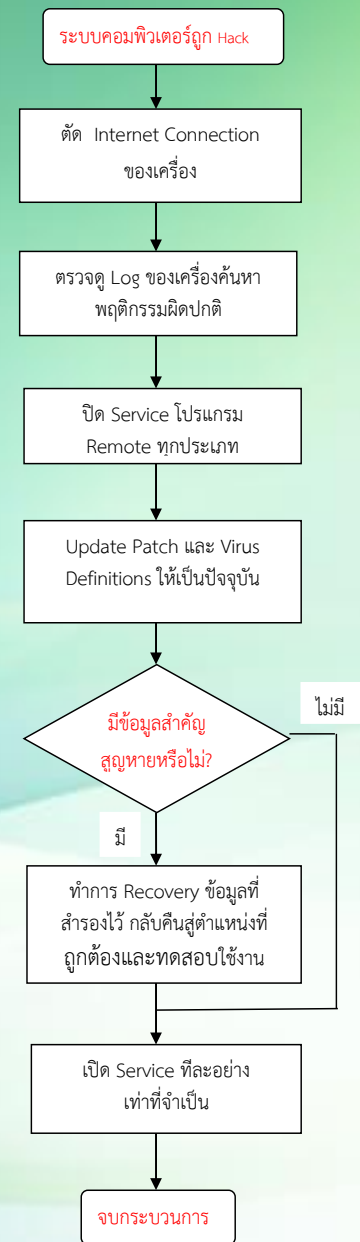 ระบบคอมพิวเตอร์ถูก Hack
ตัด Internet Connection
ของเครื่อง
ตรวจดู Log ของเครื่องค้นหา
พฤติกรรมผิดปกติ
ปิด Service โปรแกรม
Remote ทุกประเภท
Update Patch และ Virus
Definitions ให้เป็นปัจจุบัน
มีข้อมูลสำคัญ
สูญหายหรือไม่?
ไม่มี
มี
ทำการ Recovery ข้อมูลที่
สำรองไว้ กลับคืนสู่ตำแหน่งที่
ถูกต้องและทดสอบใช้งาน
เปิด Service ทีละอย่าง
เท่าที่จำเป็น
จบกระบวนการ